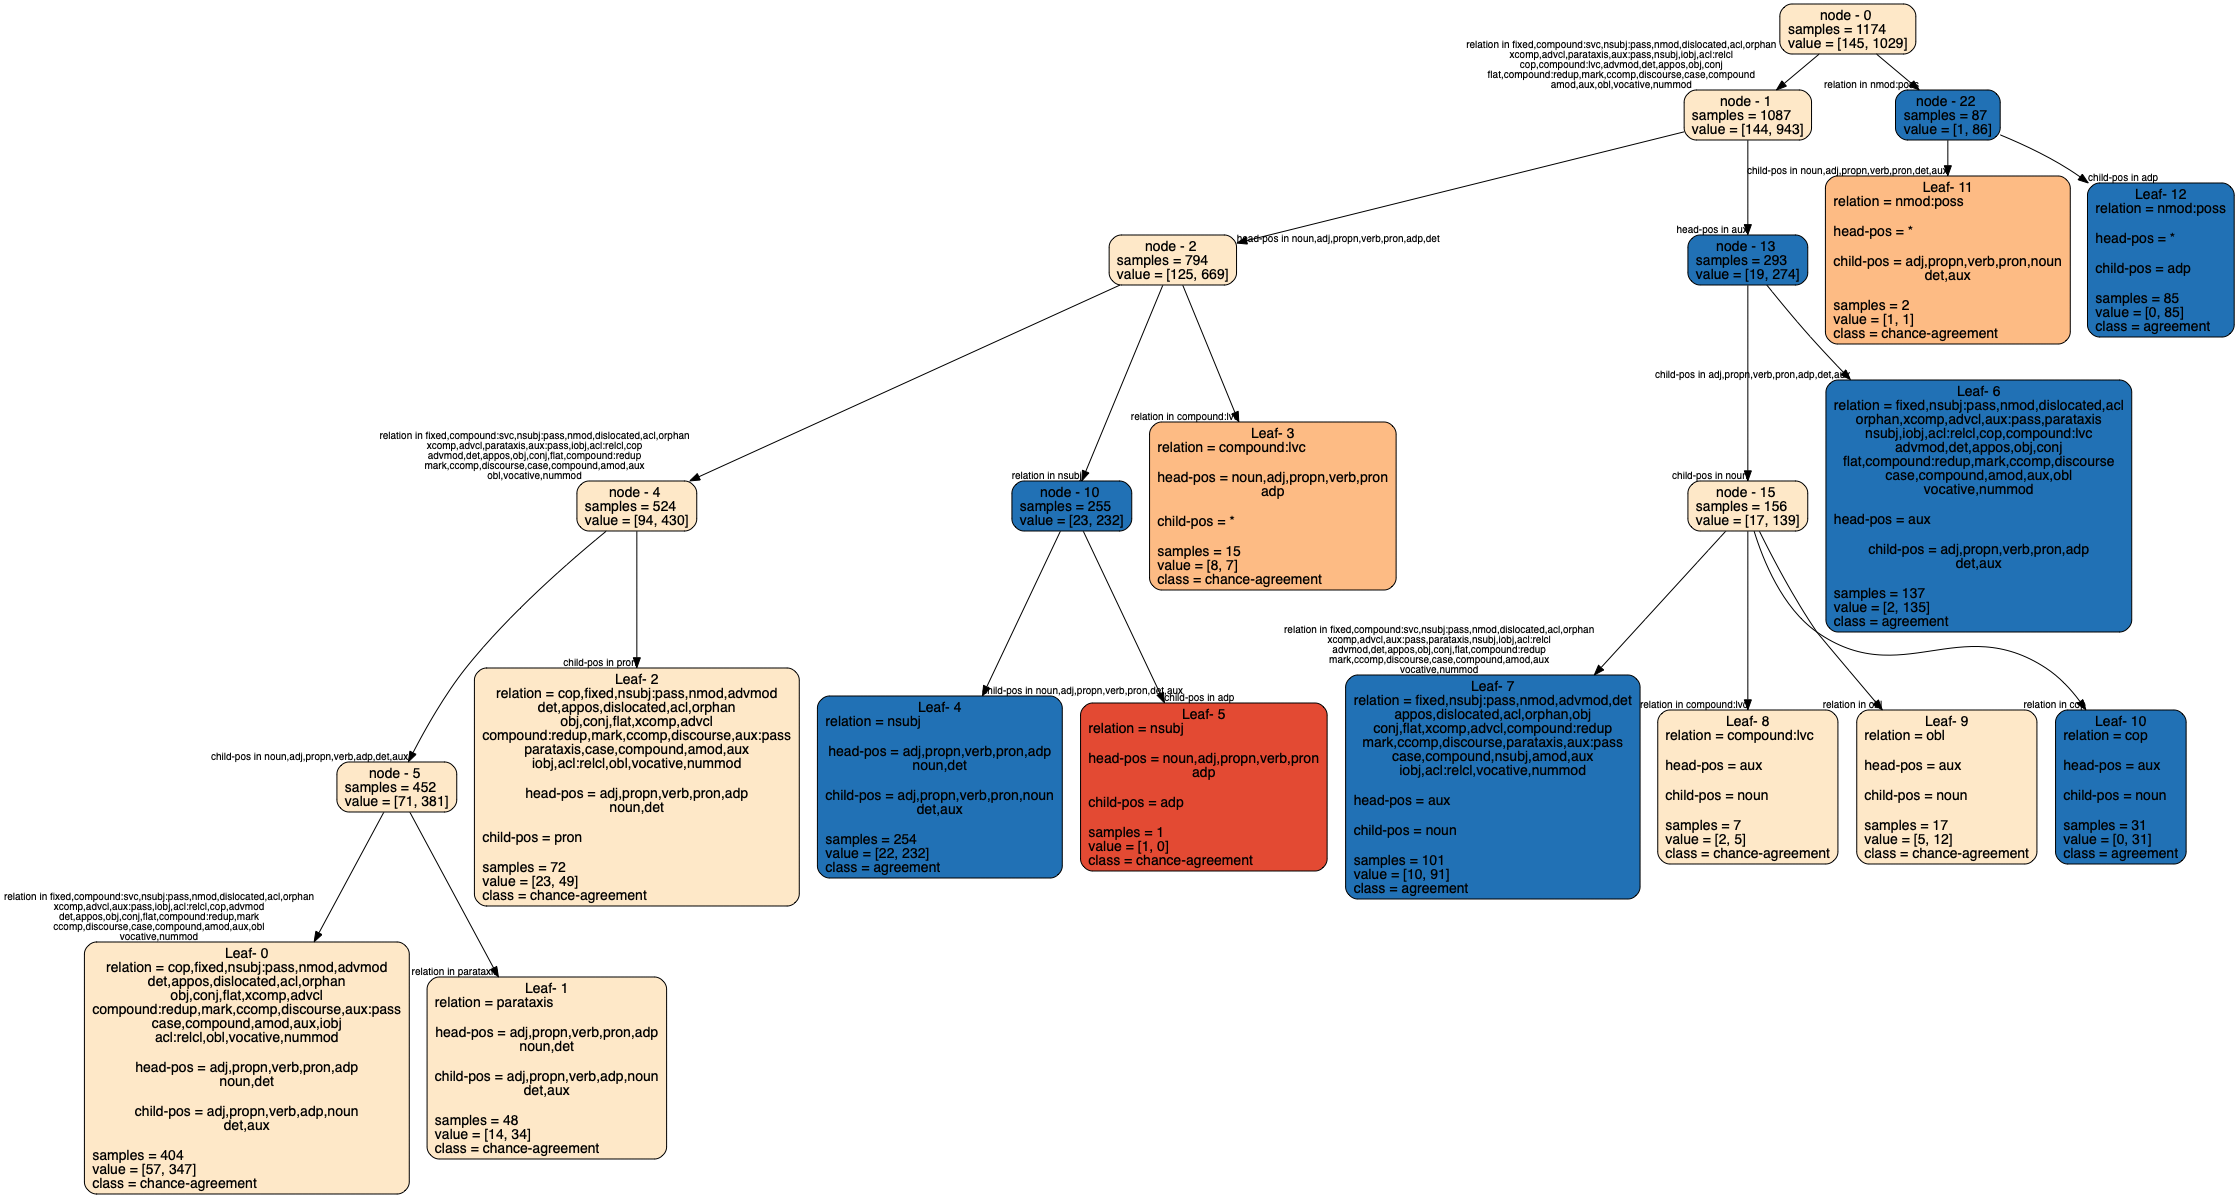 node - 0
samples = 1174
value = [145, 1029]
relation in fixed,compound:svc,nsubj:pass,nmod,dislocated,acl,orphan
xcomp,advcl,parataxis,aux:pass,nsubj,iobj,acl:relcl
cop,compound:lvc,advmod,det,appos,obj,conj
flat,compound:redup,mark,ccomp,discourse,case,compound
amod,aux,obl,vocative,nummod
relation in nmod:poss
node - 1
samples = 1087
value = [144, 943]
node - 22
samples = 87
value = [1, 86]
head-pos in noun,adj,propn,verb,pron,adp,det
node - 2
samples = 794
value = [125, 669]
head-pos in aux
node - 13
samples = 293
value = [19, 274]
child-pos in noun,adj,propn,verb,pron,det,aux
Leaf- 11
relation = nmod:poss
head-pos = *
child-pos = adj,propn,verb,pron,noun
det,aux
samples = 2
value = [1, 1]
class = chance-agreement
child-pos in adp
Leaf- 12
relation = nmod:poss
head-pos = *
child-pos = adp
samples = 85
value = [0, 85]
class = agreement
relation in fixed,compound:svc,nsubj:pass,nmod,dislocated,acl,orphan
xcomp,advcl,parataxis,aux:pass,iobj,acl:relcl,cop
advmod,det,appos,obj,conj,flat,compound:redup
mark,ccomp,discourse,case,compound,amod,aux
obl,vocative,nummod
node - 4
samples = 524
value = [94, 430]
relation in nsubj
node - 10
samples = 255
value = [23, 232]
relation in compound:lvc
Leaf- 3
relation = compound:lvc
head-pos = noun,adj,propn,verb,pron
adp
child-pos = *
samples = 15
value = [8, 7]
class = chance-agreement
child-pos in noun
node - 15
samples = 156
value = [17, 139]
child-pos in adj,propn,verb,pron,adp,det,aux
Leaf- 6
relation = fixed,nsubj:pass,nmod,dislocated,acl
orphan,xcomp,advcl,aux:pass,parataxis
nsubj,iobj,acl:relcl,cop,compound:lvc
advmod,det,appos,obj,conj
flat,compound:redup,mark,ccomp,discourse
case,compound,amod,aux,obl
vocative,nummod
head-pos = aux
child-pos = adj,propn,verb,pron,adp
det,aux
samples = 137
value = [2, 135]
class = agreement
child-pos in noun,adj,propn,verb,adp,det,aux
node - 5
samples = 452
value = [71, 381]
child-pos in pron
Leaf- 2
relation = cop,fixed,nsubj:pass,nmod,advmod
det,appos,dislocated,acl,orphan
obj,conj,flat,xcomp,advcl
compound:redup,mark,ccomp,discourse,aux:pass
parataxis,case,compound,amod,aux
iobj,acl:relcl,obl,vocative,nummod
head-pos = adj,propn,verb,pron,adp
noun,det
child-pos = pron
samples = 72
value = [23, 49]
class = chance-agreement
child-pos in noun,adj,propn,verb,pron,det,aux
Leaf- 4
relation = nsubj
head-pos = adj,propn,verb,pron,adp
noun,det
child-pos = adj,propn,verb,pron,noun
det,aux
samples = 254
value = [22, 232]
class = agreement
child-pos in adp
Leaf- 5
relation = nsubj
head-pos = noun,adj,propn,verb,pron
adp
child-pos = adp
samples = 1
value = [1, 0]
class = chance-agreement
relation in fixed,compound:svc,nsubj:pass,nmod,dislocated,acl,orphan
xcomp,advcl,aux:pass,parataxis,nsubj,iobj,acl:relcl
advmod,det,appos,obj,conj,flat,compound:redup
mark,ccomp,discourse,case,compound,amod,aux
vocative,nummod
Leaf- 7
relation = fixed,nsubj:pass,nmod,advmod,det
appos,dislocated,acl,orphan,obj
conj,flat,xcomp,advcl,compound:redup
mark,ccomp,discourse,parataxis,aux:pass
case,compound,nsubj,amod,aux
iobj,acl:relcl,vocative,nummod
head-pos = aux
child-pos = noun
samples = 101
value = [10, 91]
class = agreement
relation in compound:lvc
Leaf- 8
relation = compound:lvc
head-pos = aux
child-pos = noun
samples = 7
value = [2, 5]
class = chance-agreement
relation in obl
Leaf- 9
relation = obl
head-pos = aux
child-pos = noun
samples = 17
value = [5, 12]
class = chance-agreement
relation in cop
Leaf- 10
relation = cop
head-pos = aux
child-pos = noun
samples = 31
value = [0, 31]
class = agreement
relation in fixed,compound:svc,nsubj:pass,nmod,dislocated,acl,orphan
xcomp,advcl,aux:pass,iobj,acl:relcl,cop,advmod
det,appos,obj,conj,flat,compound:redup,mark
ccomp,discourse,case,compound,amod,aux,obl
vocative,nummod
Leaf- 0
relation = cop,fixed,nsubj:pass,nmod,advmod
det,appos,dislocated,acl,orphan
obj,conj,flat,xcomp,advcl
compound:redup,mark,ccomp,discourse,aux:pass
case,compound,amod,aux,iobj
acl:relcl,obl,vocative,nummod
head-pos = adj,propn,verb,pron,adp
noun,det
child-pos = adj,propn,verb,adp,noun
det,aux
samples = 404
value = [57, 347]
class = chance-agreement
relation in parataxis
Leaf- 1
relation = parataxis
head-pos = adj,propn,verb,pron,adp
noun,det
child-pos = adj,propn,verb,adp,noun
det,aux
samples = 48
value = [14, 34]
class = chance-agreement